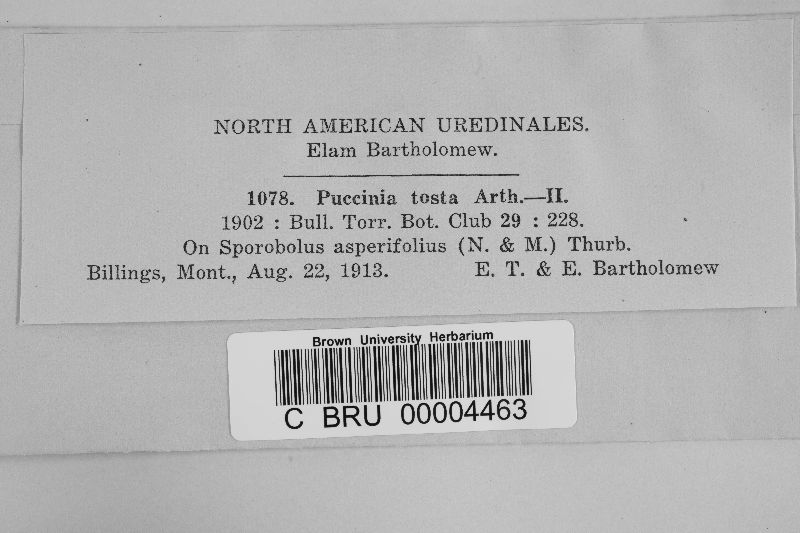 NORTH AMERICAN UREDINALES.
Elam Bartholomew.
1078. Puccinia tosta Arth.—II.
1902 : Bull. Torr. Bot. Club 29 : 228.
On Sporobolus asperifolius (N. & M.) Thurb.
Billings, Mont., Aug. 22, 1913. E. T. & E. Bartholomew
Brown University Herbarium
C BRU 00004463